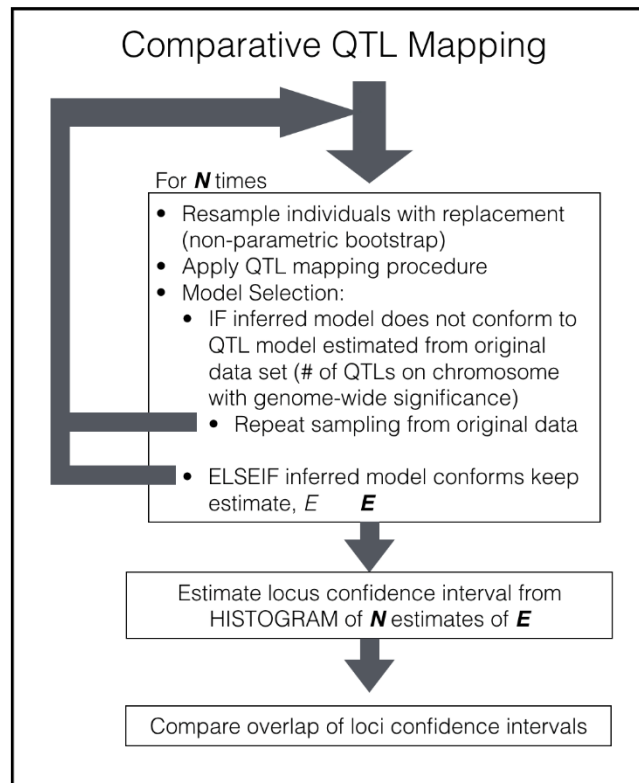 Comparative QTL Mapping
For N times
• Resample individuals with replacement
(non-parametric bootstrap)
• Apply QTL mapping procedure
• Model Selection:
• IF inferred model does not conform to
QTL model estimated from original
data set (# of QTLs on chromosome
with genome-wide significance)
• Repeat sampling from original data
• ELSEIF inferred model conforms keep
estimate, E E
Estimate locus confidence interval from
HISTOGRAM of N estimates of E
Compare overlap of loci confidence intervals